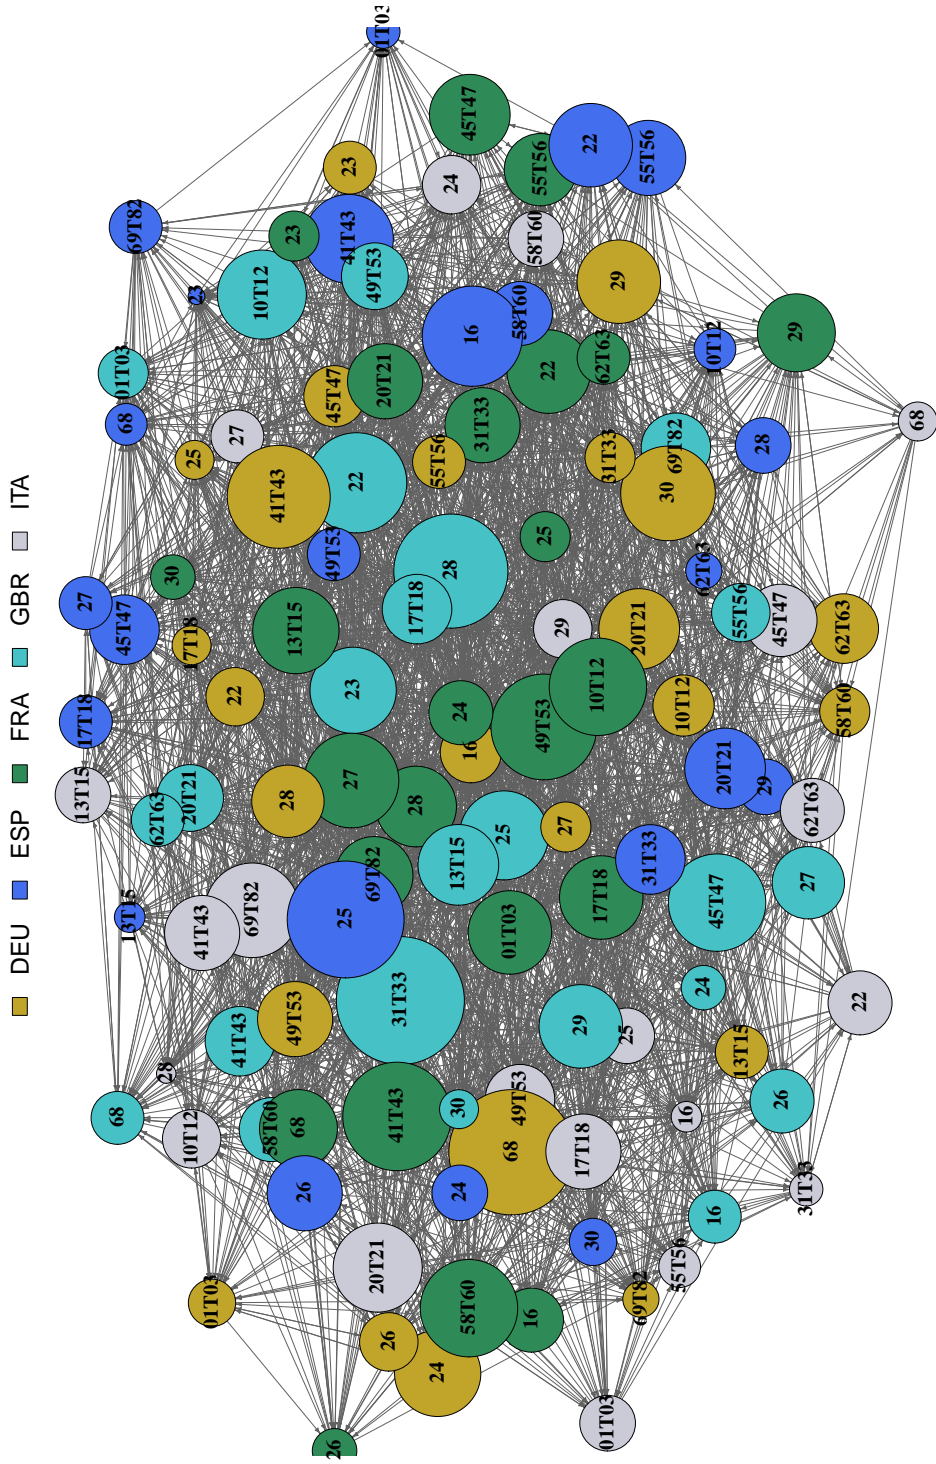 DEU ESP FRA GBR ITA
13T15
17T18
27
68
45T47
68
01T03
13T15
69T82
62T63
28
30
10T12
20T21
17T18
25
23
41T43
01T03
22
27
41T43
69T82
10T12
58T60
41T43
28
49T53
13T15
23
68
26
26
49T53
45T47
25
27
23
22
41T43
23
69T82
49T53
20T21
20T21
01T03
26
41T43
31T33
28
17T18
24
55T56
28
24
30
13T15
24
24
58T60
16
16
45T47
31T33
25
68
01T03
49T53
58T60
16
58T60
49T53
25
22
55T56
27
29
17T18
29
30
22
17T18
10T12
01T03
31T33
62T63
29
25
69T82
20T21
31T33
55T56
30
69T82
55T56
16
10T12
24
62T63
16
45T47
10T12
20T21
13T15
55T56
29
28
26
45T47
29
31T33
27
62T63
58T60
62T63
22
68